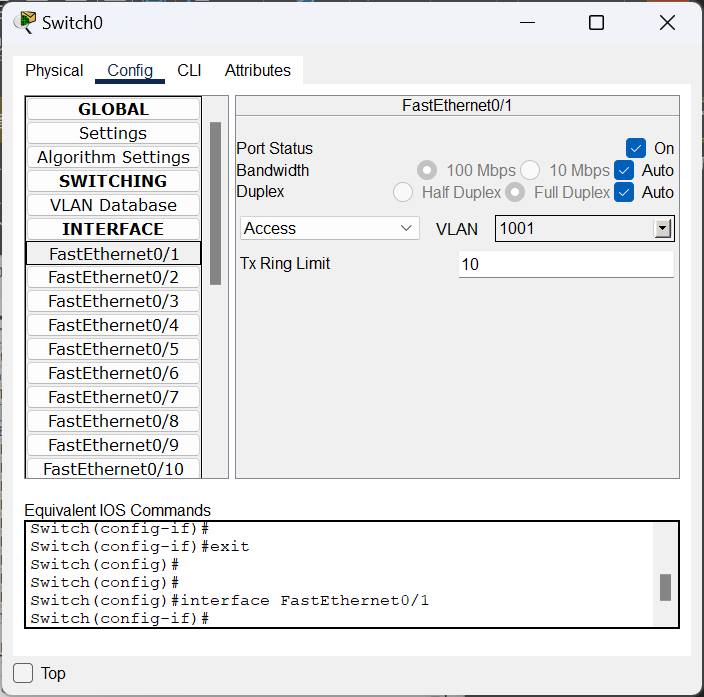 Switch0
Physical Config CLI Attributes
GLOBAL
Settings
Algorithm Settings
SWITCHING
VLAN Database
INTERFACE
FastEthernet0/1
FastEthernet0/2
FastEthernet0/3
FastEthernet0/4
FastEthernet0/5
FastEthernet0/6
FastEthernet0/7
FastEthernet0/8
FastEthernet0/9
FastEthernet0/10
FastEthernet0/1
Port Status On
Bandwidth 100 Mbps 10 Mbps Auto
Duplex Half Duplex Full Duplex Auto
Access VLAN 1001
Tx Ring Limit 10
Equivalent IOS Commands
Switch(config-if)#
Switch(config-if)#exit
Switch(config)#
Switch(config)#
Switch(config)#interface FastEthernet0/1
Switch(config-if)#
Top